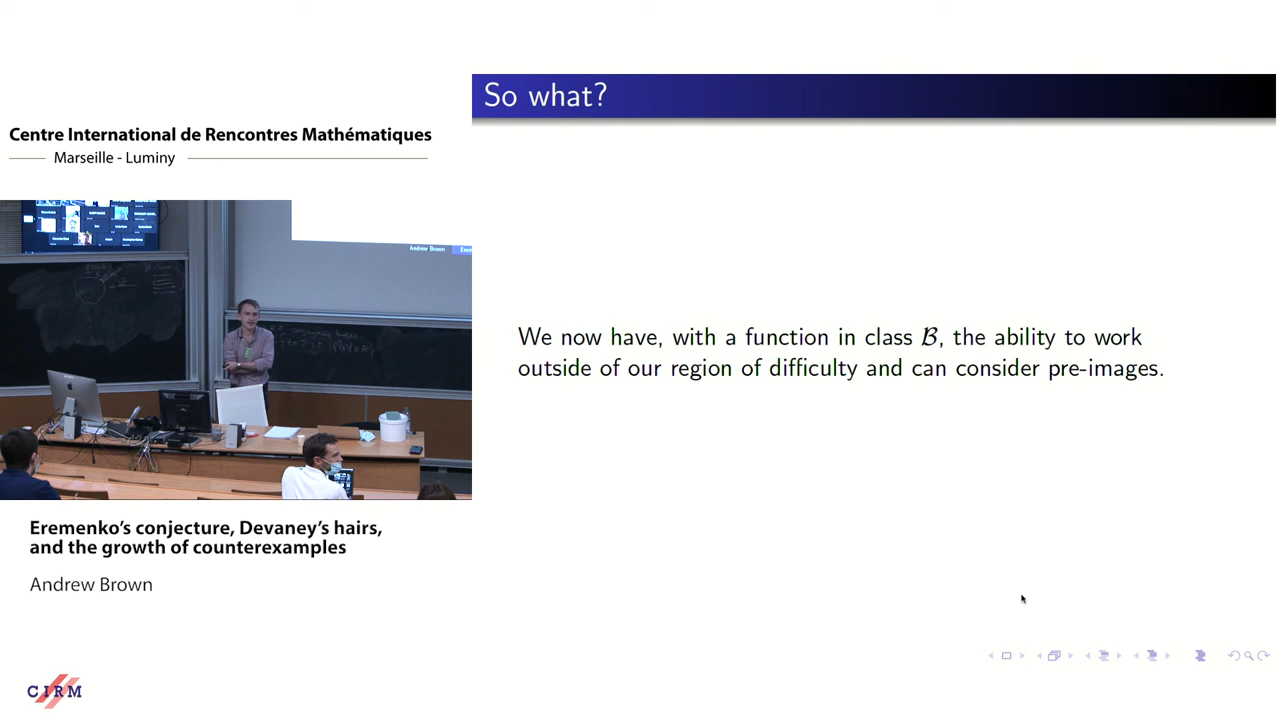 So what?
Centre International de Rencontres Mathématiques
Marseille - Luminy
Andrew Brown
We now have, with a function in class B, the ability to work
outside of our region of difficulty and can consider pre-images.
Eremenko's conjecture, Devaney's hairs,
and the growth of counterexamples
Andrew Brown
CIRM